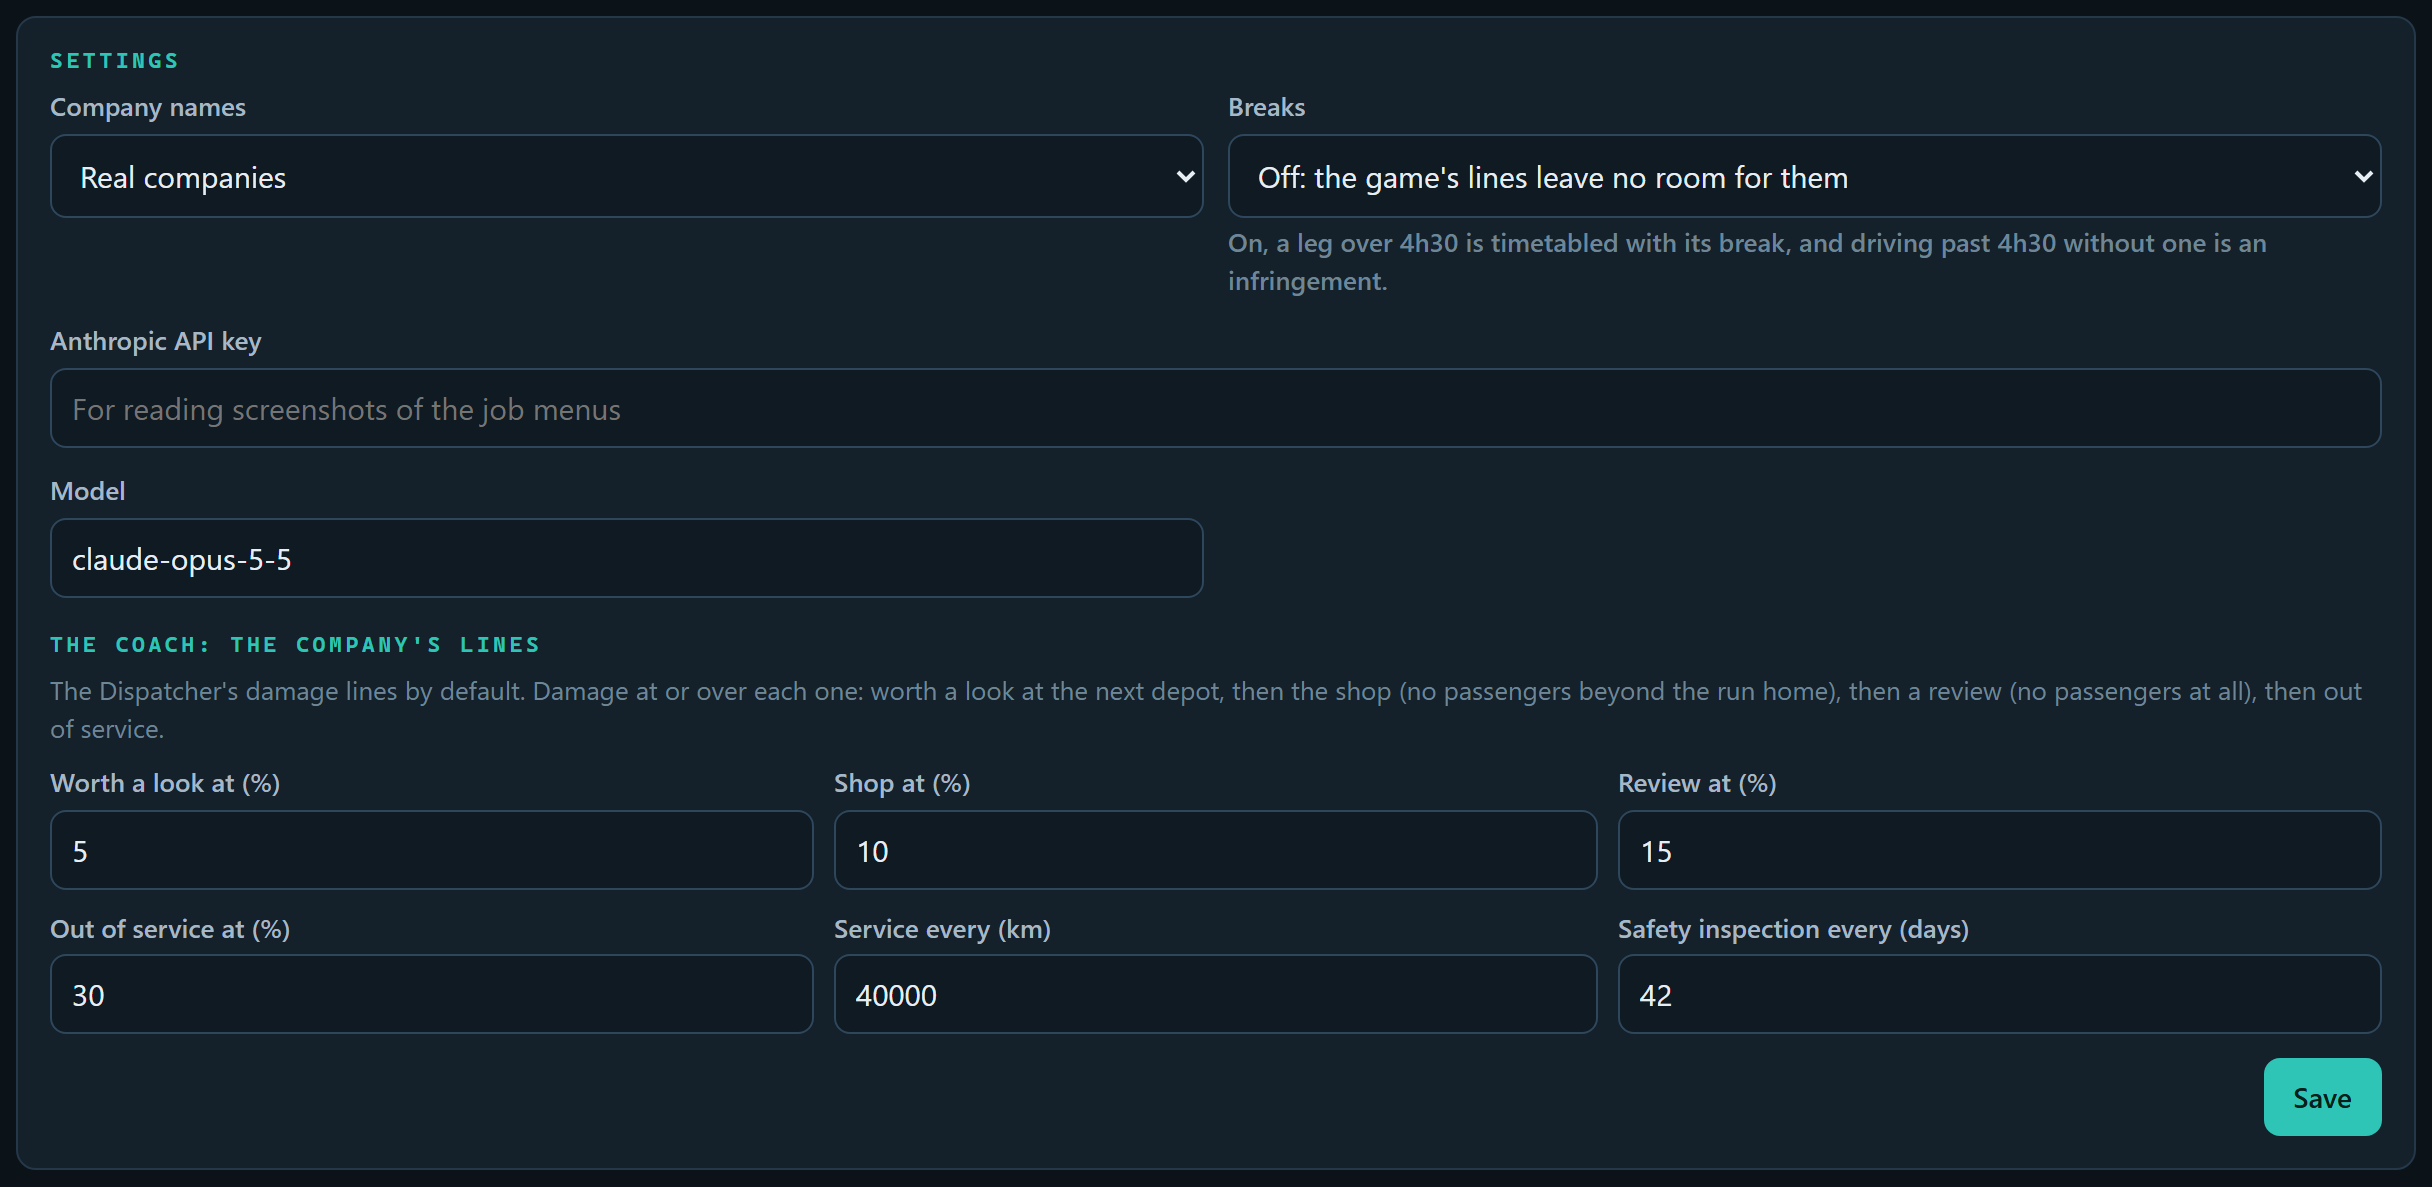 SETTINGS
Company names
Breaks
Real companies
Off: the game's lines leave no room for them
On, a leg over 4h30 is timetabled with its break, and driving past 4h30 without one is an
infringement.
Anthropic API key
For reading screenshots of the job menus
Model
claude-opus-5-5
THE COACH: THE COMPANY'S LINES
The Dispatcher's damage lines by default. Damage at or over each one: worth a look at the next depot, then the shop (no passengers beyond the run home), then a review (no passengers at all), then out
of service.
Worth a look at (%)
Shop at (%)
Review at (%)
5
10
15
Out of service at (%)
Service every (km)
Safety inspection every (days)
30
40000
42
Save